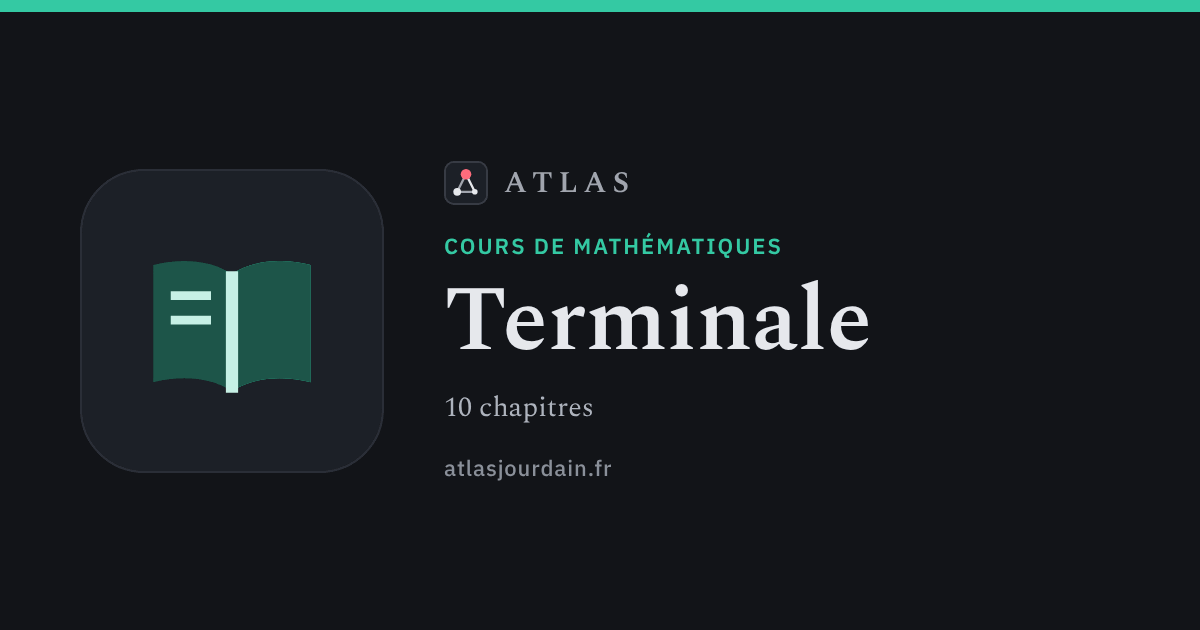 ATLAS
COURS DE MATHÉMATIQUES
Terminale
10 chapitres
atlasjourdain.fr